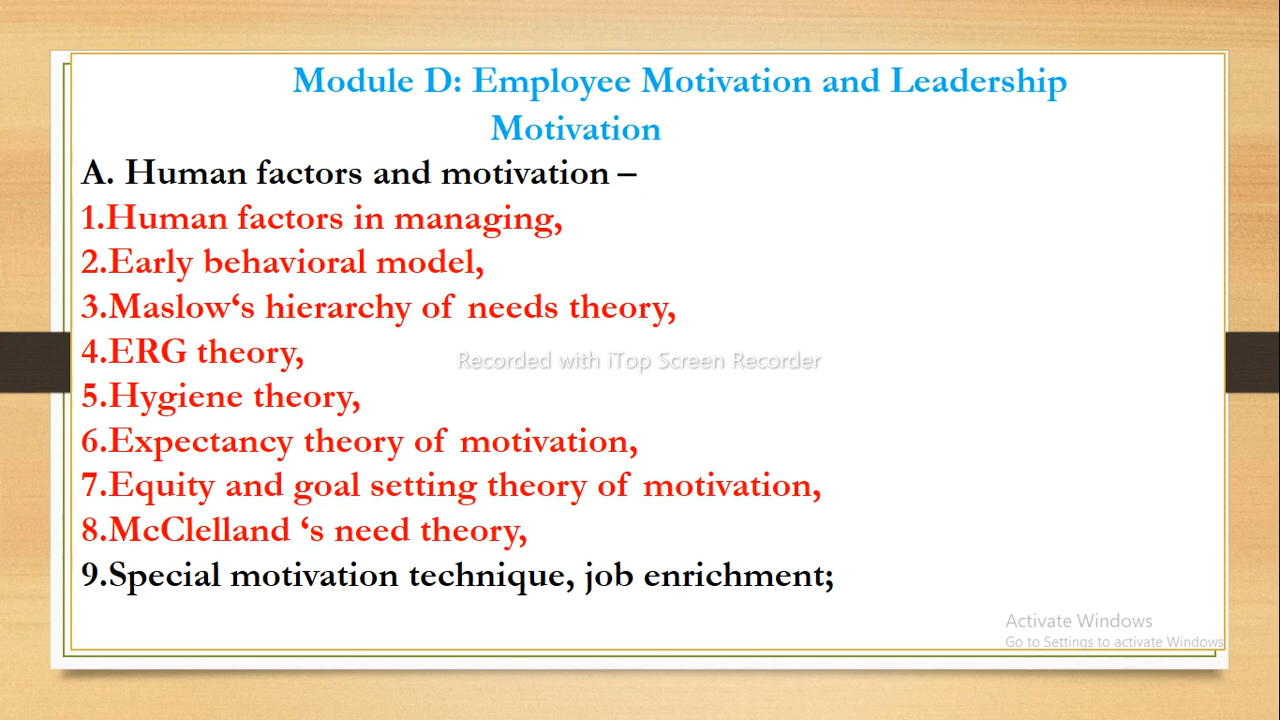 Module D: Employee Motivation and Leadership
Motivation
A. Human factors and motivation –
1.Human factors in managing,
2.Early behavioral model,
3.Maslow‘s hierarchy of needs theory,
4.ERG theory,
Recorded with iTop Screen Recorder
5.Hygiene theory,
6.Expectancy theory of motivation,
7.Equity and goal setting theory of motivation,
8.McClelland ‘s need theory,
9.Special motivation technique, job enrichment;
Activate Windows
Go to Settings to activate Windows